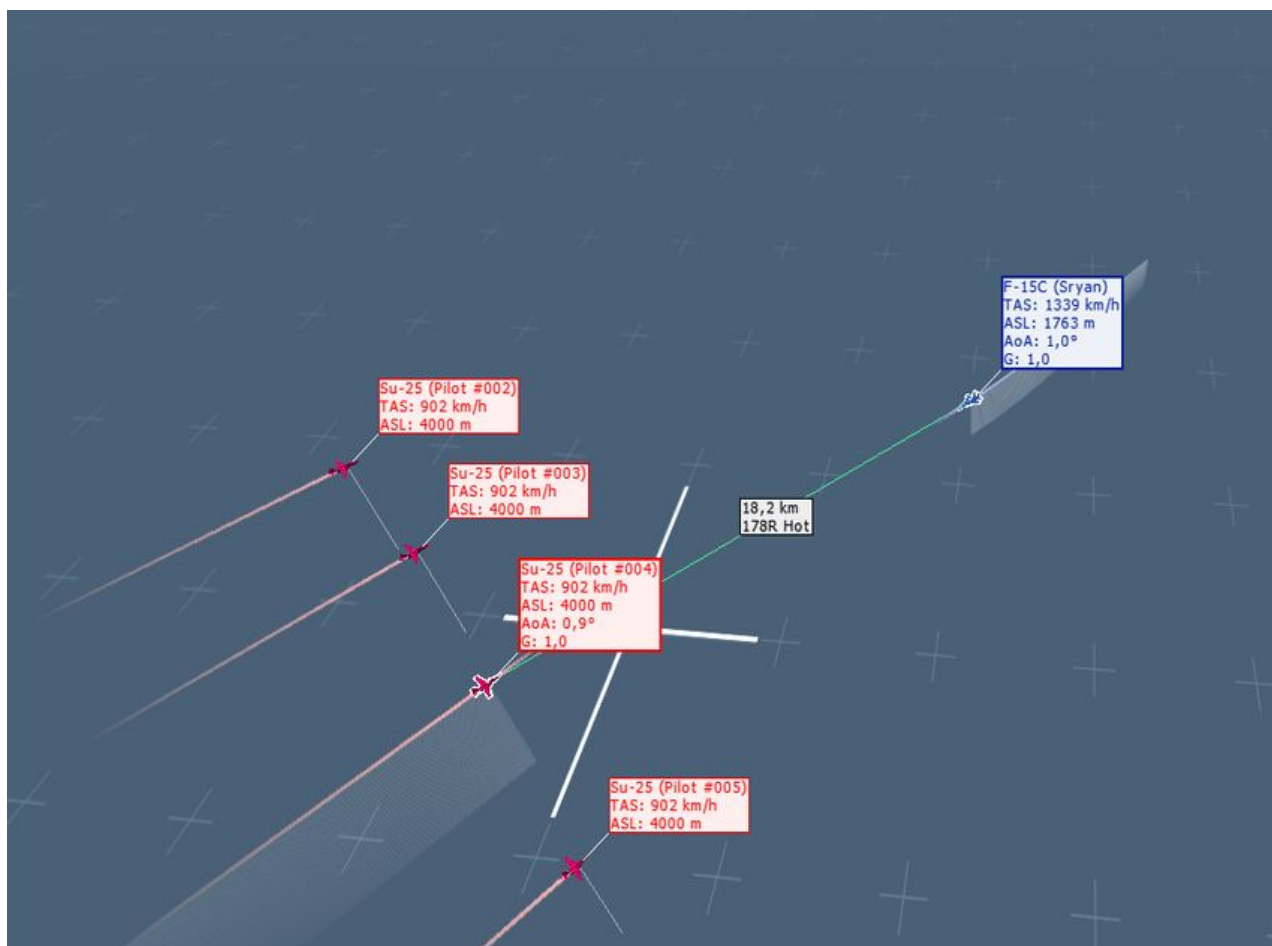 F-15C (Sryan)
TAS: 1339 km/h
ASL: 1763 m
AoA: 1,0°
G: 1,0
Su-25 (Pilot #002)
TAS: 902 km/h
ASL: 4000 m
Su-25 (Pilot #003)
TAS: 902 km/h
ASL: 4000 m
18,2 km
178R Hot
Su-25 (Pilot #004)
TAS: 902 km/h
ASL: 4000 m
AoA: 0,9°
G: 1,0
Su-25 (Pilot #005)
TAS: 902 km/h
ASL: 4000 m